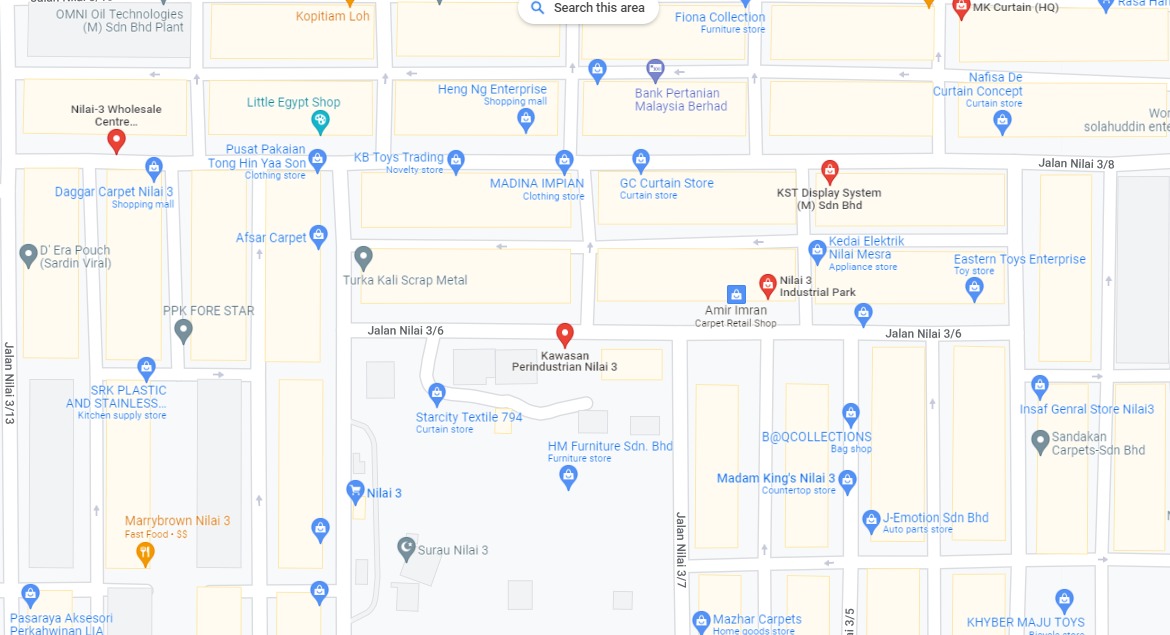 OMNI Oil Technologies
(M) Sdn Bhd Plant
Kopitiam Loh
Search this area
Fiona Collection
Furniture store
MK Curtain (HQ)
Nilai-3 Wholesale
Centre...
Little Egypt Shop
Heng Ng Enterprise
Shopping mall
Bank Pertanian
Malaysia Berhad
Nafisa De
Curtain Concept
Curtain store
solahuddin ente
Pusat Pakaian
Tong Hin Yaa Son
Clothing store
KB Toys Trading
Novelty store
MADINA IMPIAN
Clothing store
GC Curtain Store
Curtain store
KST Display System
(M) Sdn Bhd
Jalan Nilai 3/8
Daggar Carpet Nilai 3
Shopping mall
D' Era Pouch
(Sardin Viral)
Afsar Carpet
Turka Kali Scrap Metal
Kedai Elektrik
Nilai Mesra
Appliance store
Eastern Toys Enterprise
Toy store
Nilai 3
Industrial Park
Amir Imran
Carpet Retail Shop
PPK FORE STAR
Jalan Nilai 3/6
Jalan Nilai 3/6
Kawasan
Perindustrian Nilai 3
Jalan Nilai 3/13
SRK PLASTIC
AND STAINLESS...
Kitchen supply store
Starcity Textile 794
Curtain store
HM Furniture Sdn. Bhd
Furniture store
B@QCOLLECTIONS
Bag shop
Insaf Genral Store Nilai3
Sandakan
Carpets-Sdn Bhd
Madam King's Nilai 3
Countertop store
Nilai 3
J-Emotion Sdn Bhd
Auto parts store
Marrybrown Nilai 3
Fast Food • $$
Surau Nilai 3
Jalan Nilai 3/7
Pasaraya Aksesori
Perkahwinan LIA
Mazhar Carpets
Home goods store
3/5
KHYBER MAJU TOYS